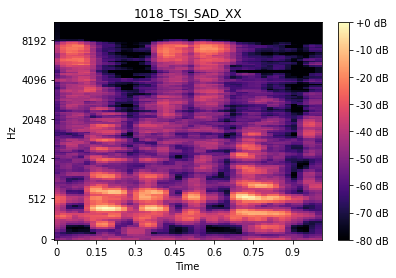 1018_TSI_SAD_XX
+0 dB
8192
-10 dB
4096
-20 dB
-30 dB
2048
Hz
-40 dB
1024
-50 dB
512
-60 dB
-70 dB
0
-80 dB
0 0.15 0.3 0.45 0.6 0.75 0.9
Time